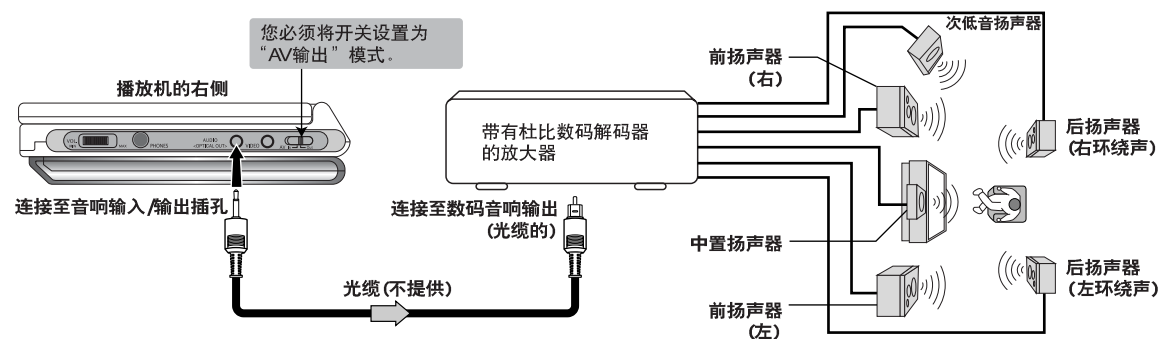 您必须将开关设置为
“AV输出”模式。
播放机的右侧
VOL
MAX
PHONES
AUDIO
OPTICAL OUT
VIDEO
连接至音响输入/输出插孔
光缆(不提供)
连接至数码音响输出
(光缆的)
带有杜比数码解码器
的放大器
次低音扬声器
前扬声器
(右)
后扬声器
(右环绕声)
中置扬声器
后扬声器
(左环绕声)
前扬声器
(左)